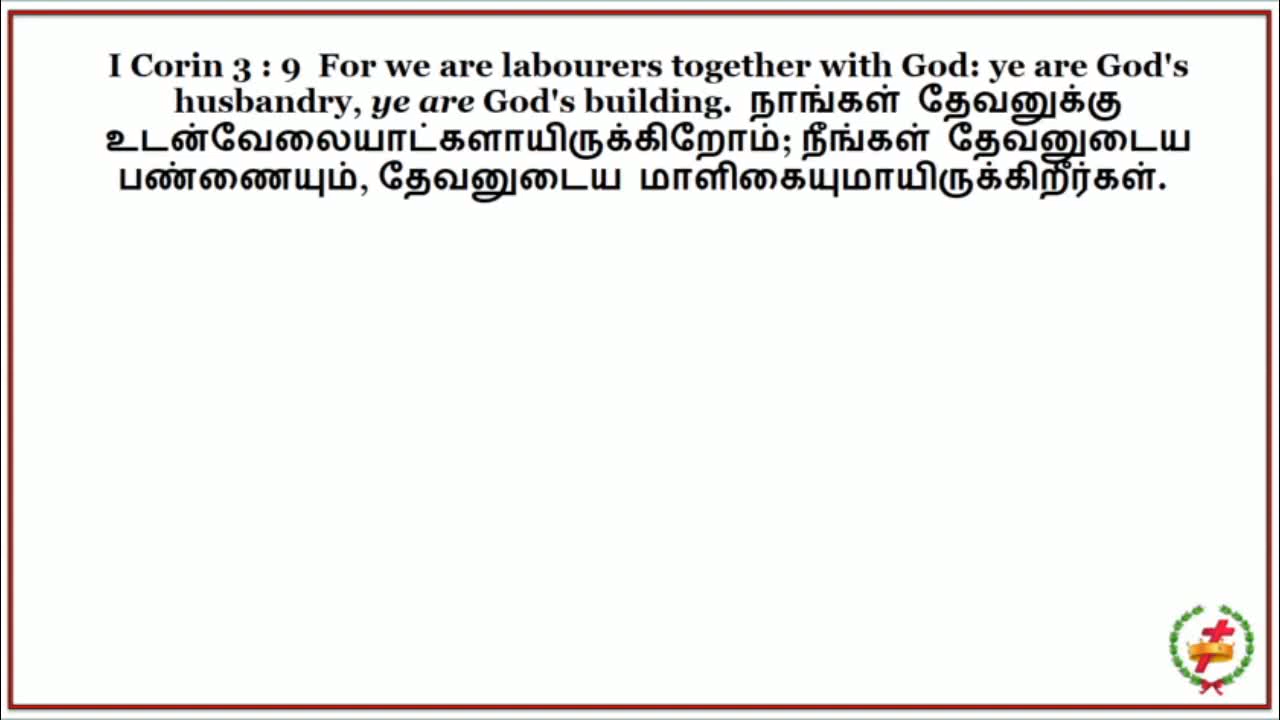 I Corin 3 : 9 For we are labourers together with God: ye are God's
husbandry, ye are God's building. நாங்கள் தேவனுக்கு
உடன்வேலையாட்களாயிருக்கிறோம்; நீங்கள் தேவனுடைய
பண்ணையும், தேவனுடைய மாளிகையுமாயிருக்கிறீர்கள்.